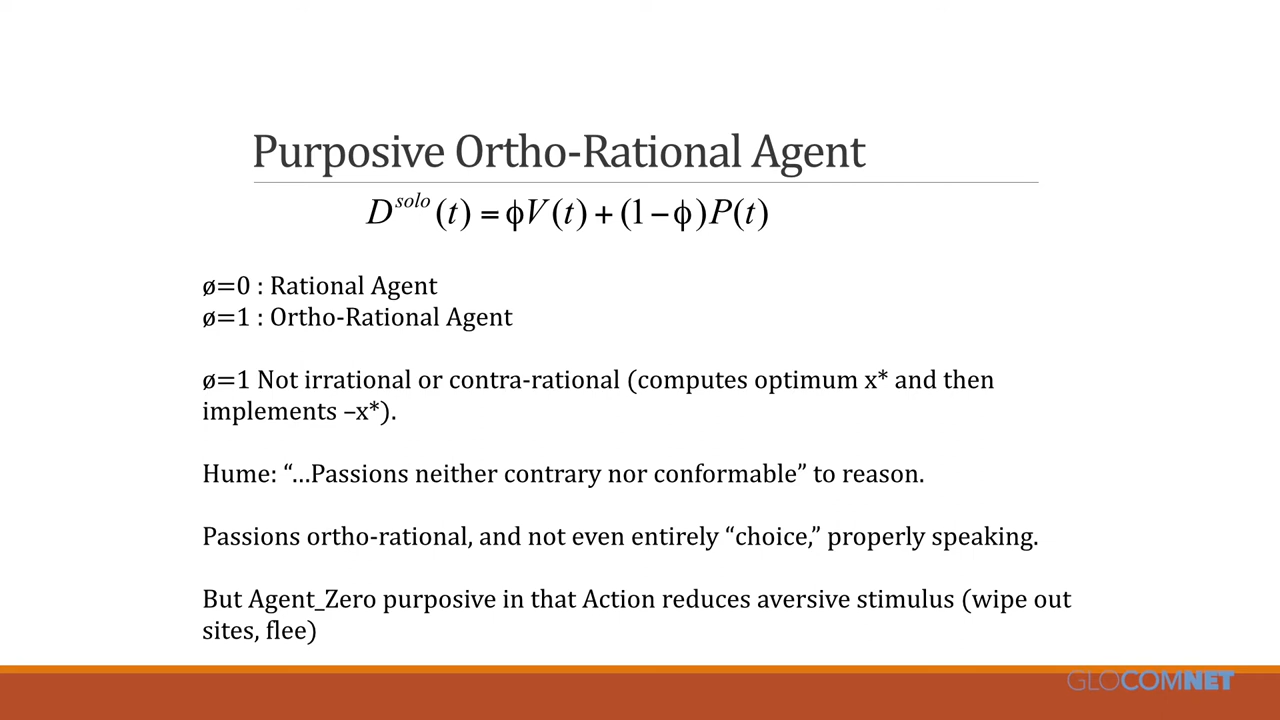 Purposive Ortho-Rational Agent
D^solo (t) = ϕV(t) + (1−ϕ)P(t)
ø=0 : Rational Agent
ø=1 : Ortho-Rational Agent
ø=1 Not irrational or contra-rational (computes optimum x* and then
implements –x*).
Hume: “…Passions neither contrary nor conformable” to reason.
Passions ortho-rational, and not even entirely “choice,” properly speaking.
But Agent_Zero purposive in that Action reduces aversive stimulus (wipe out
sites, flee)
GLOCOMNET